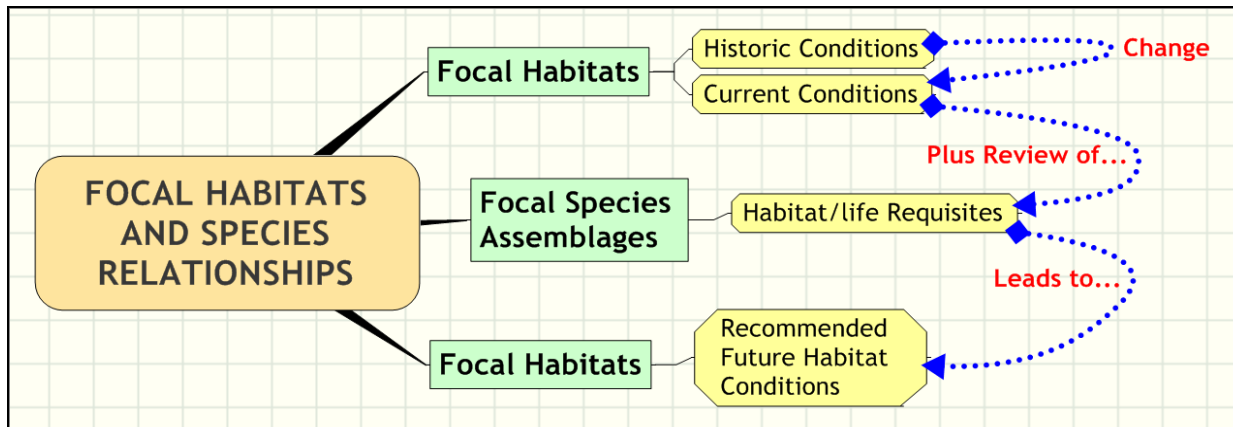 FOCAL HABITATS
AND SPECIES
RELATIONSHIPS
Focal Habitats
Historic Conditions
Current Conditions
Change
Plus Review of...
Focal Species
Assemblages
Habitat/life Requisites
Leads to...
Focal Habitats
Recommended
Future Habitat
Conditions